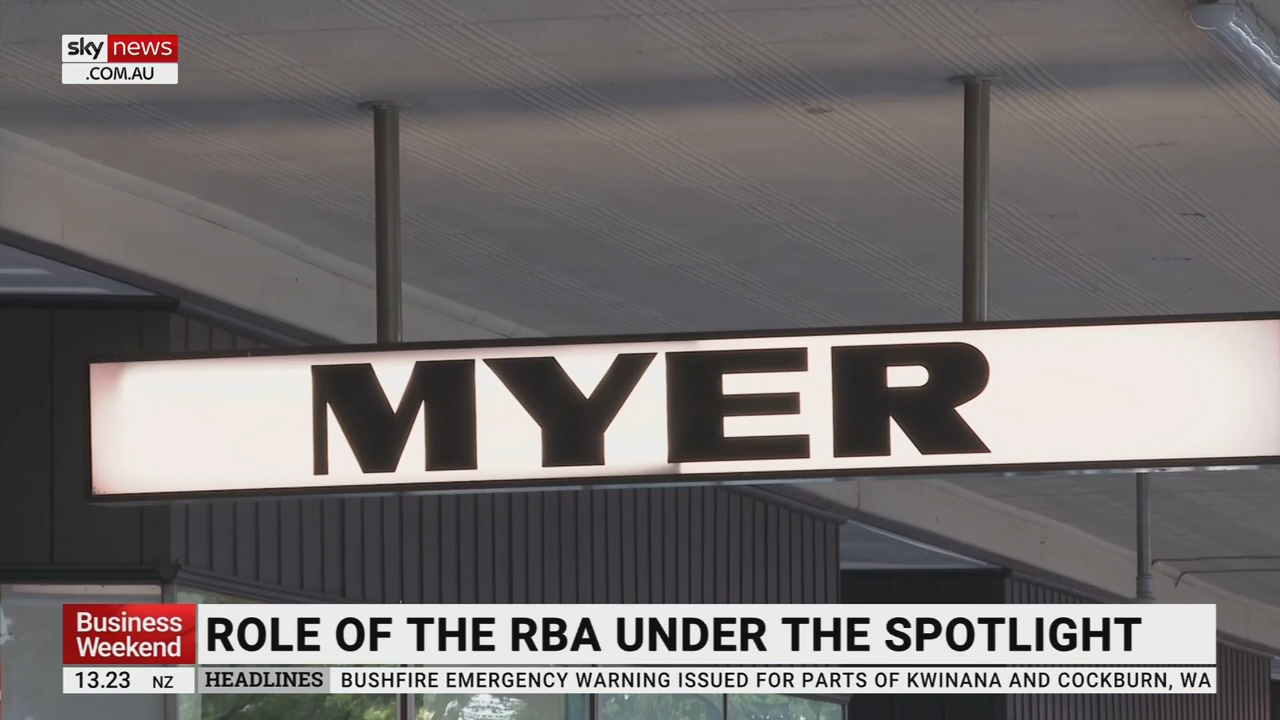 sky news
.COM.AU
MYER
Business
Weekend
ROLE OF THE RBA UNDER THE SPOTLIGHT
13.23 NZ
HEADLINES
BUSHFIRE EMERGENCY WARNING ISSUED FOR PARTS OF KWINANA AND COCKBURN, WA